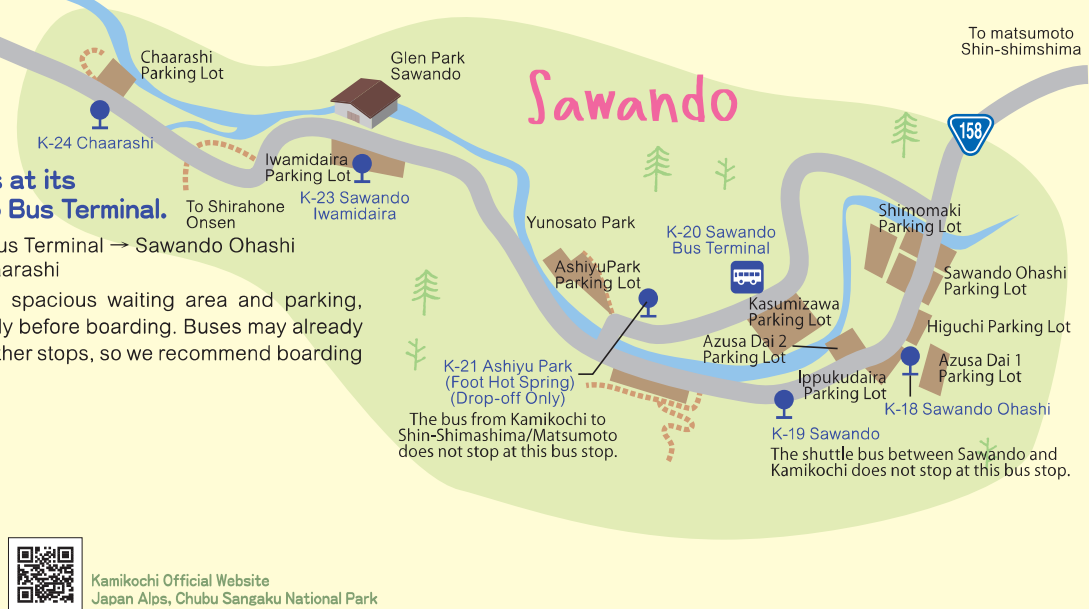 To matsumoto
Shin-shimshima
Chaarashi
Parking Lot
Glen Park
Sawando
Sawando
158
K-24 Chaarashi
Iwamidaira
Parking Lot
K-23 Sawando
Iwamidaira
at its
Bus Terminal.
To Shirahone
Onsen
Bus Terminal → Sawando Ohashi
spacious waiting area and parking,
before boarding. Buses may already
stops, so we recommend boarding
Yunosato Park
K-20 Sawando
Bus Terminal
Shimomaki
Parking Lot
AshiyuPark
Parking Lot
Sawando Ohashi
Parking Lot
Kasumizawa
Parking Lot
Higuchi Parking Lot
Azusa Dai 2
Parking Lot
Azusa Dai 1
Parking Lot
K-21 Ashiyu Park
(Foot Hot Spring)
(Drop-off Only)
Ippukudaira
Parking Lot
K-18 Sawando Ohashi
The bus from Kamikochi to
Shin-Shimashima/Matsumoto
does not stop at this bus stop.
K-19 Sawando
The shuttle bus between Sawando and
Kamikochi does not stop at this bus stop.
Kamikochi Official Website
Japan Alps, Chubu Sangaku National Park